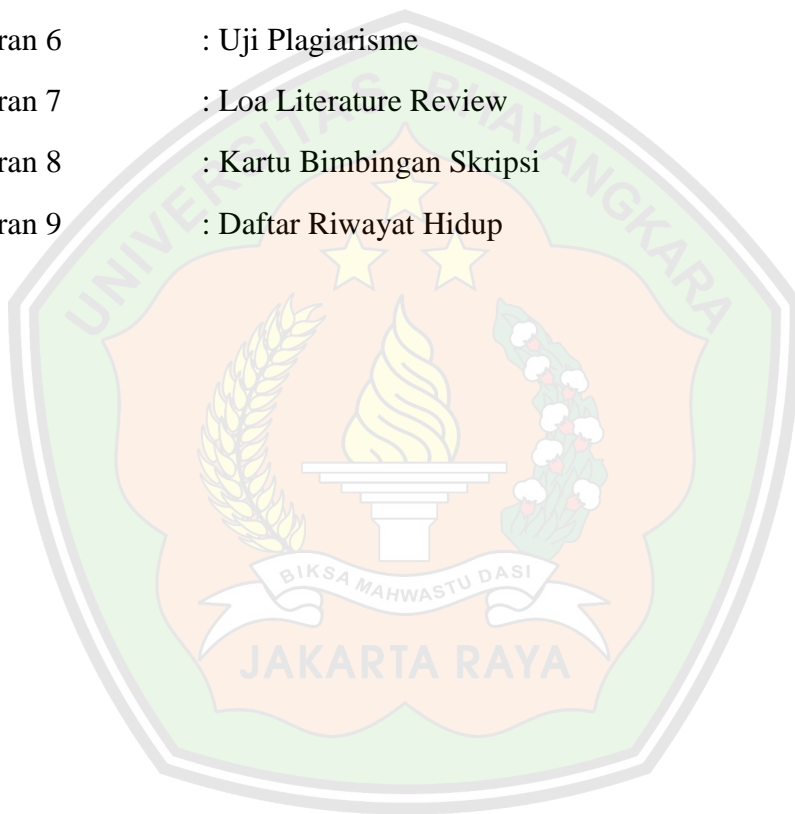 ran 6 : Uji Plagiarisme
ran 7 : Loa Literature Review
ran 8 : Kartu Bimbingan Skripsi
ran 9 : Daftar Riwayat Hidup
UNIVERSITAS BHAYANGKARA
BIKSA MAHWASTU DASI
JAKARTA RAYA